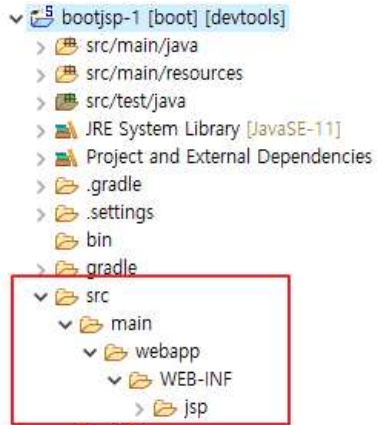 bootjsp-1 [boot] [devtools]
src/main/java
src/main/resources
src/test/java
JRE System Library [JavaSE-11]
Project and External Dependencies
.gradle
.settings
bin
gradle
src
main
webapp
WEB-INF
jsp